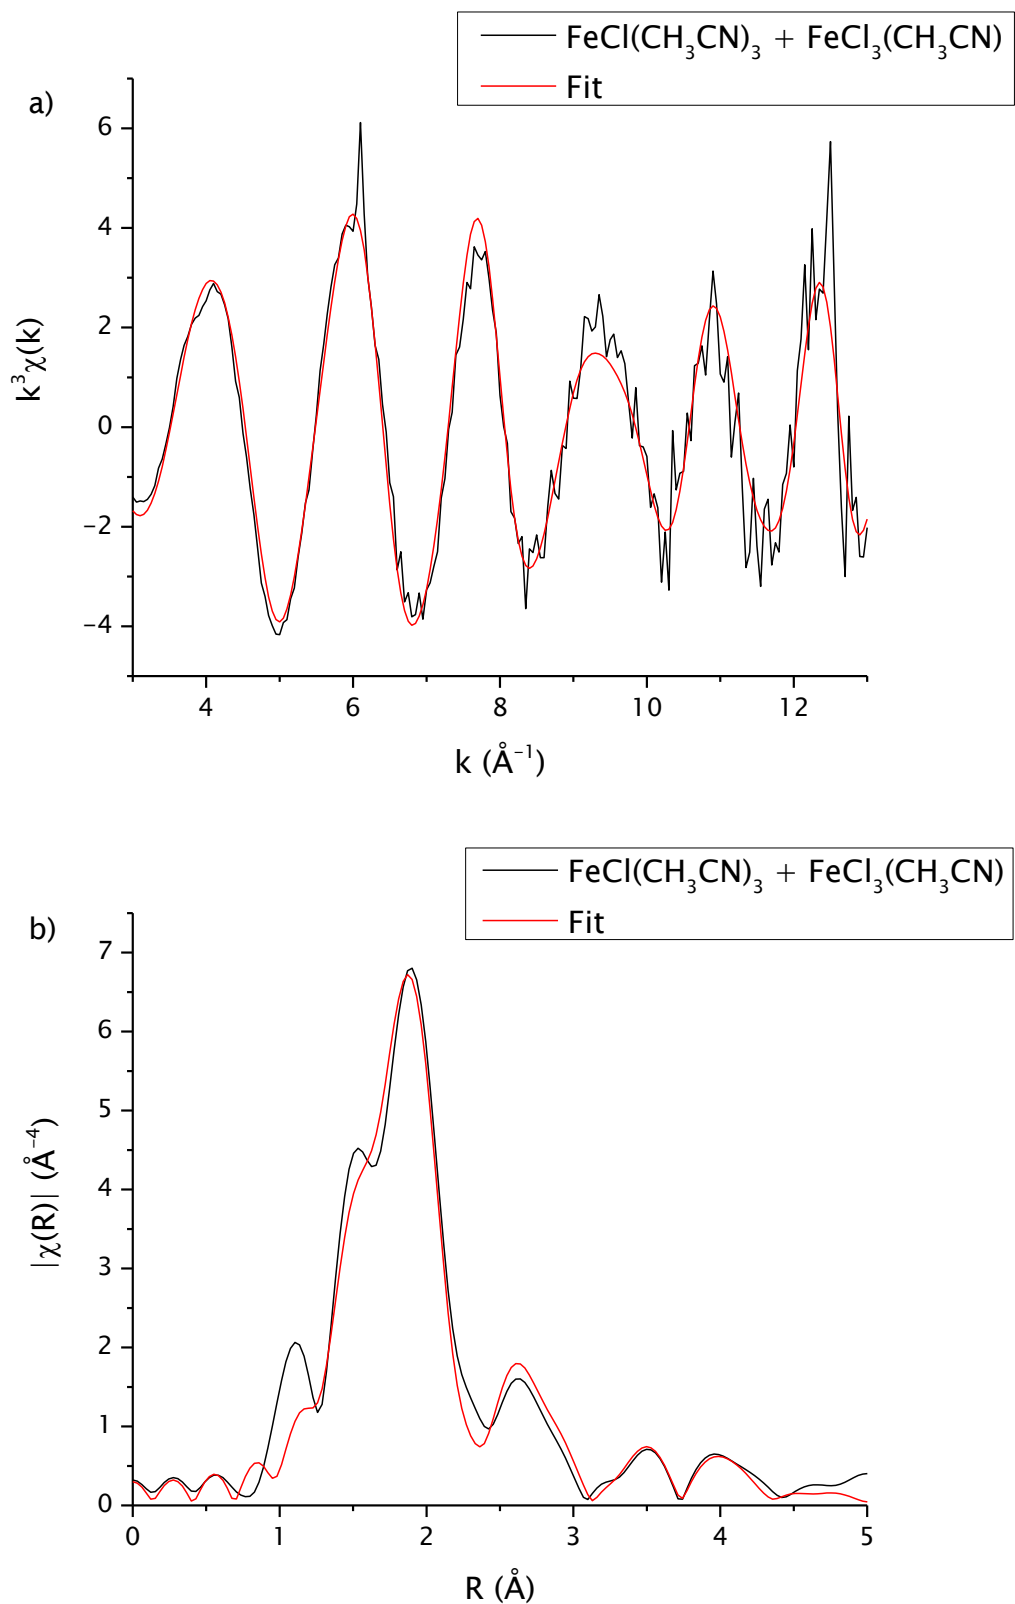 FeCl(CH₃CN)₃ + FeCl₃(CH₃CN)
Fit
a)
6
4
2
0
−2
−4
k³χ(k)
4 6 8 10 12
k (Å⁻¹)
FeCl(CH₃CN)₃ + FeCl₃(CH₃CN)
Fit
b)
7
6
5
4
3
2
1
0
|χ(R)| (Å⁻⁴)
0 1 2 3 4 5
R (Å)